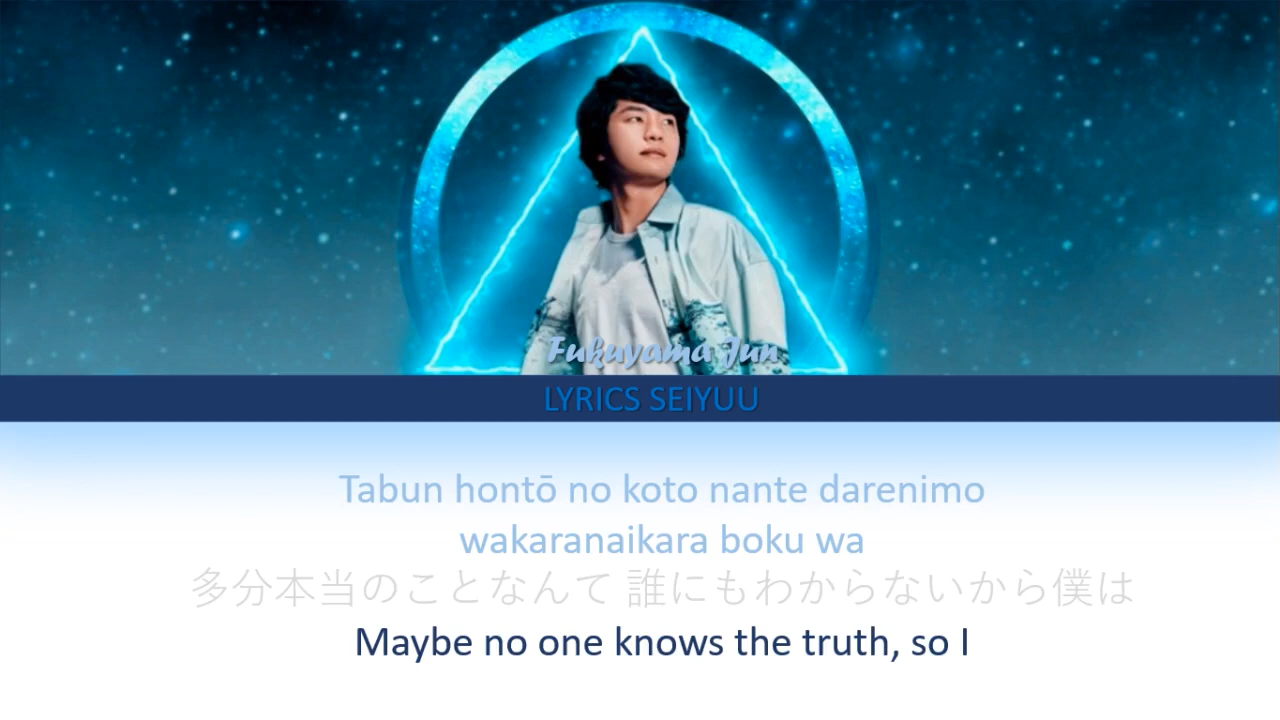 Fukuyama Jun
LYRICS SEIYUU
Tabun hontō no koto nante darenimo
wakaranaikara boku wa
多分本当のことなんて 誰にもわからないから僕は
Maybe no one knows the truth, so I